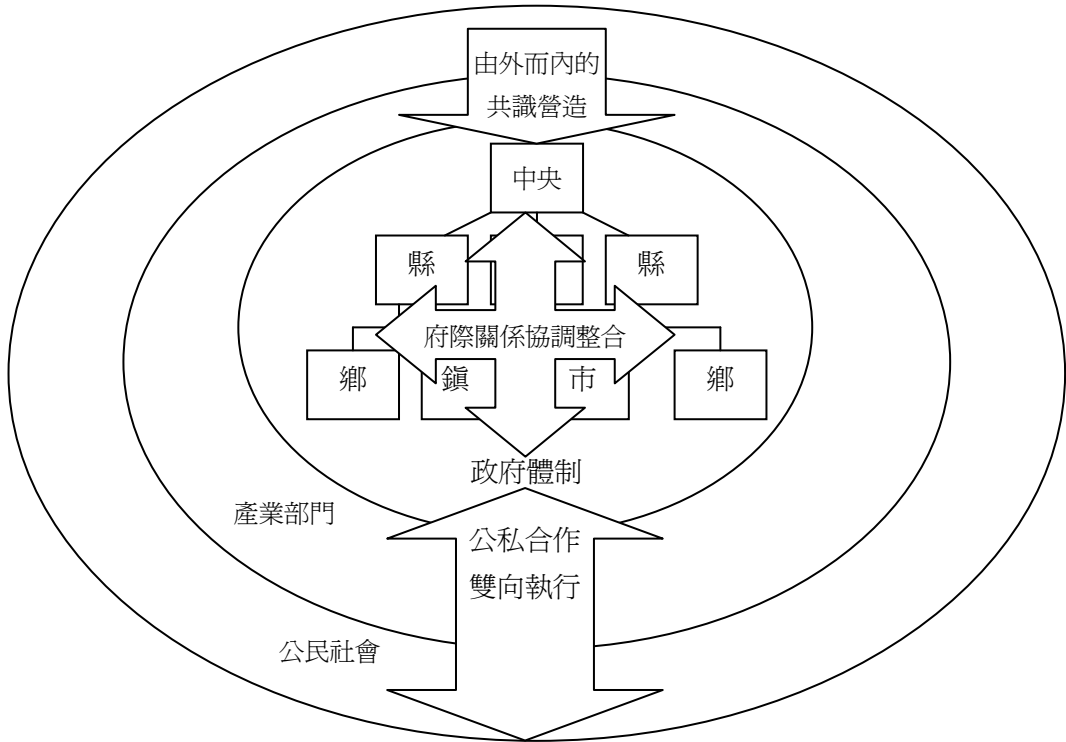 由外而內的
共識營造
中央
縣
縣
府際關係協調整合
鄉
鎮
市
鄉
政府體制
產業部門
公私合作
雙向執行
公民社會